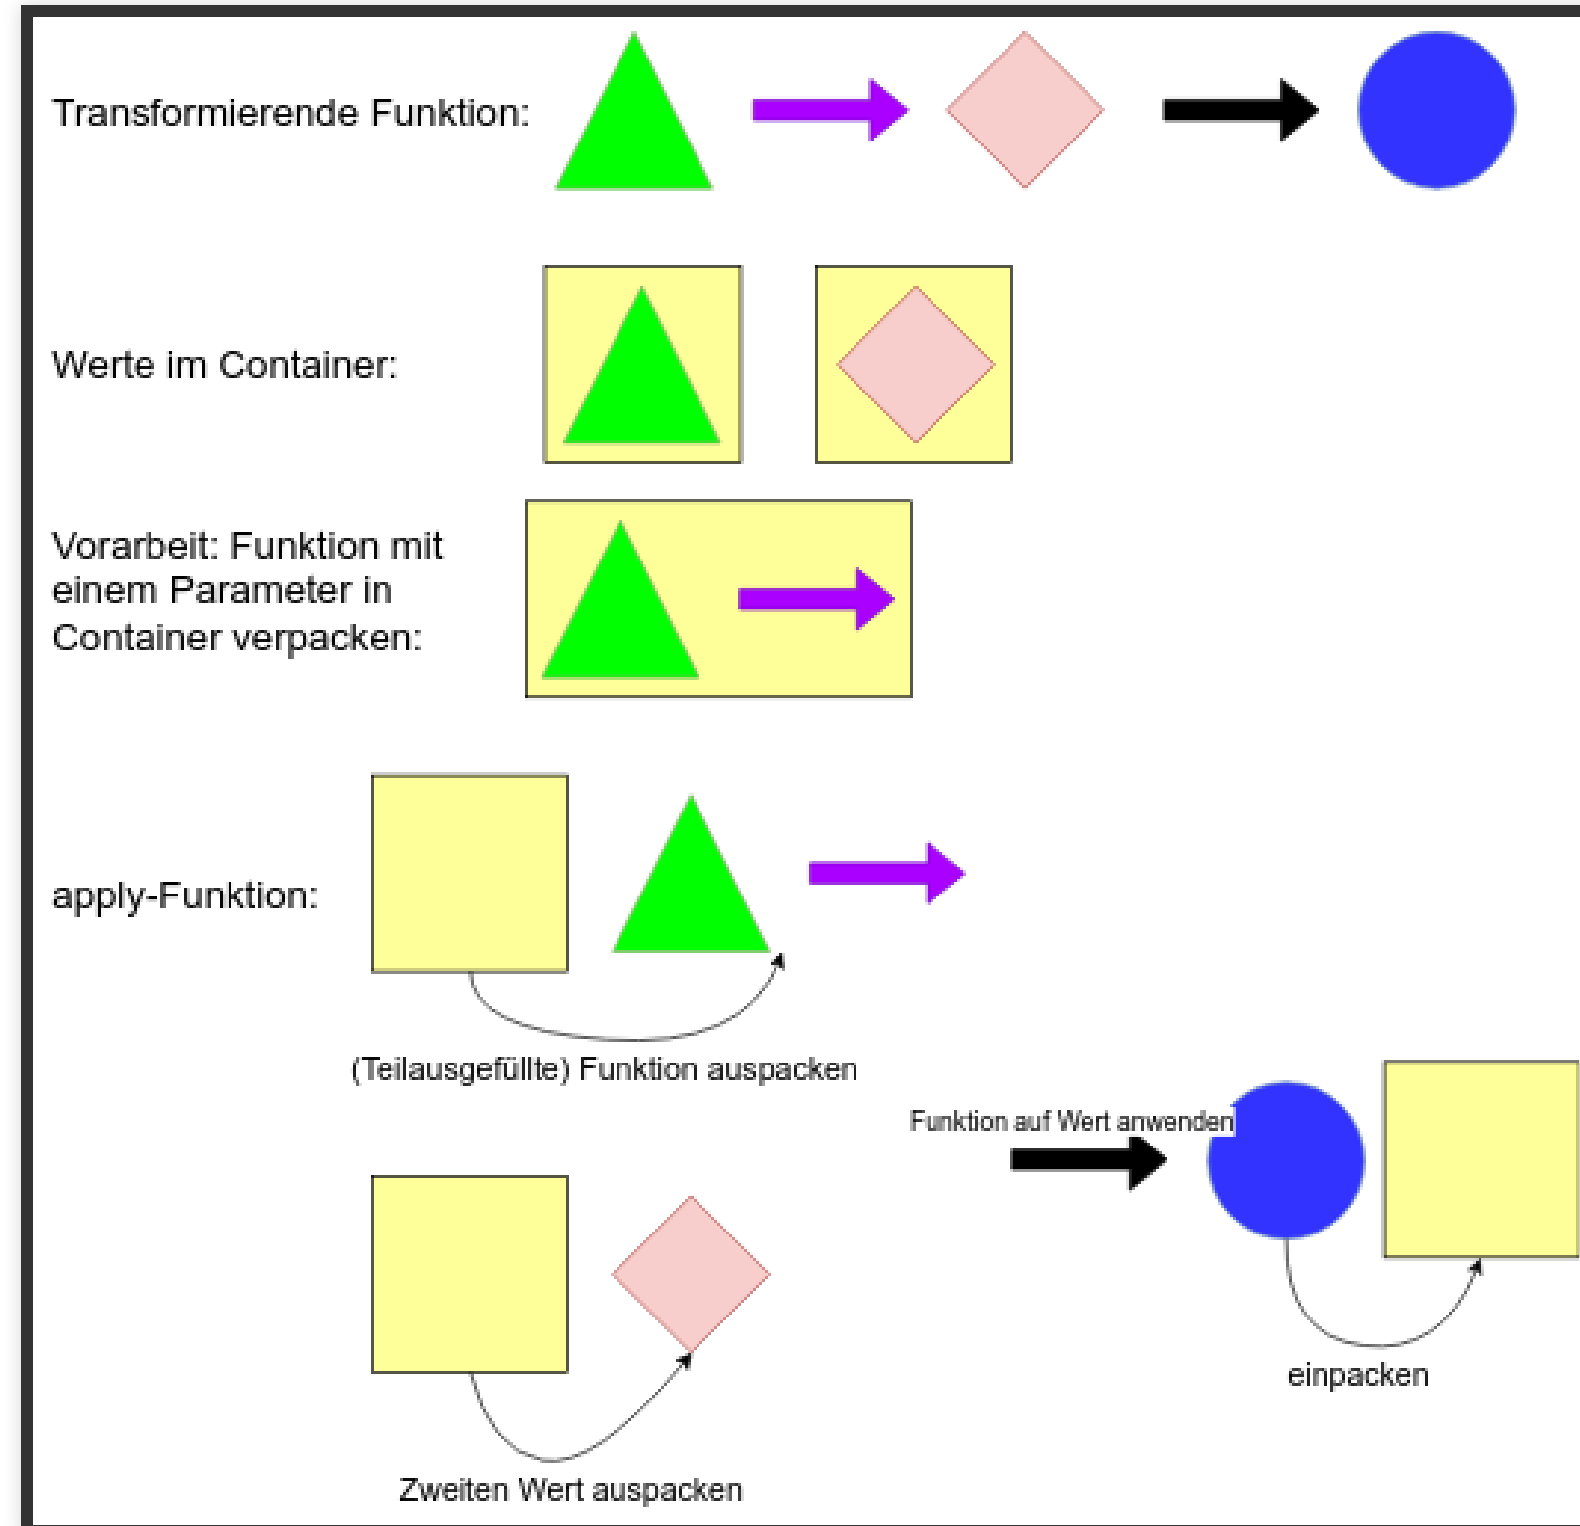 Transformierende Funktion:
Werte im Container:
Vorarbeit: Funktion mit
einem Parameter in
Container verpacken:
apply-Funktion:
(Teilausgefüllte) Funktion auspacken
Funktion auf Wert anwenden
einpacken
Zweiten Wert auspacken